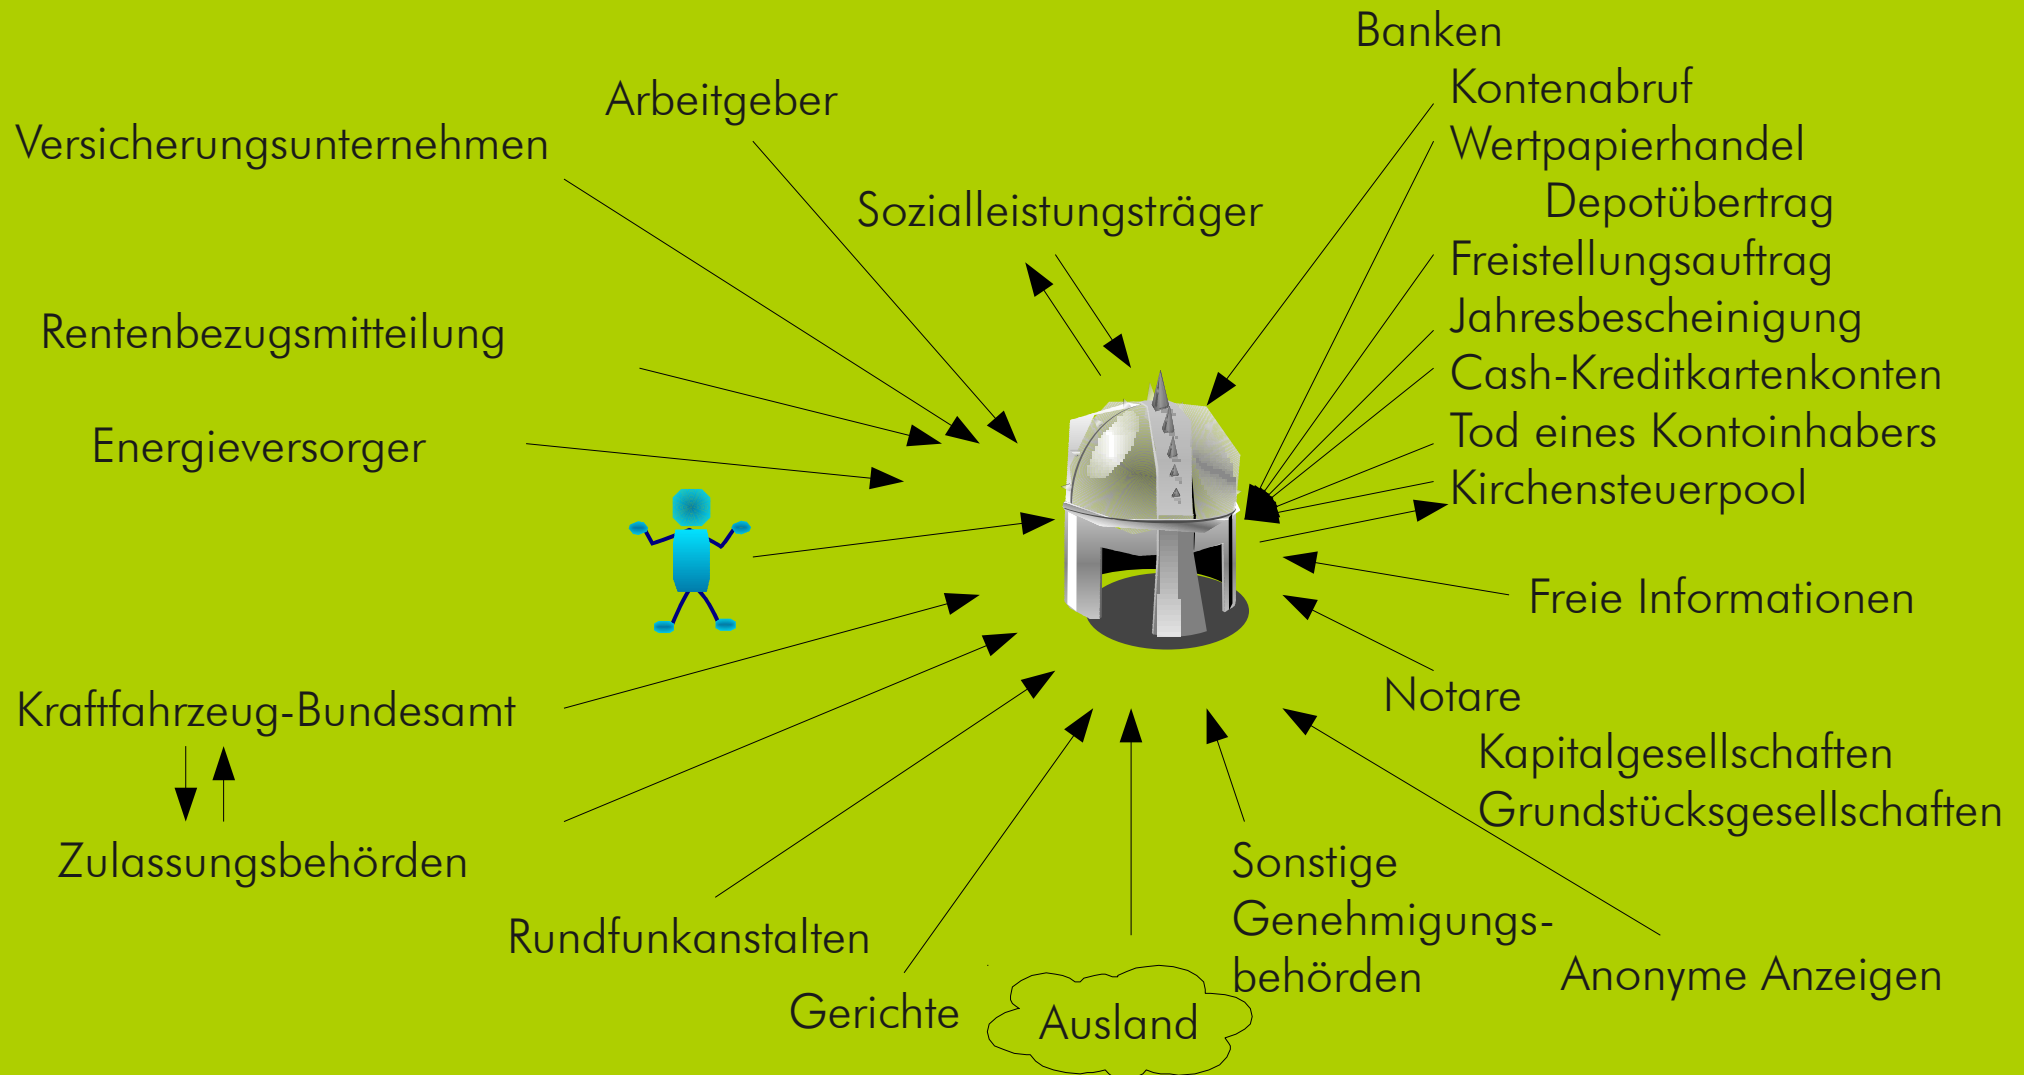 Banken
Kontenabruf
Wertpapierhandel
Depotübertrag
Freistellungsauftrag
Jahresbescheinigung
Cash-Kreditkartenkonten
Tod eines Kontoinhabers
Kirchensteuerpool
Arbeitgeber
Versicherungsunternehmen
Sozialleistungsträger
Rentenbezugsmitteilung
Energieversorger
Freie Informationen
Kraftfahrzeug-Bundesamt
Notare
Kapitalgesellschaften
Grundstücksgesellschaften
Zulassungsbehörden
Sonstige
Genehmigungs-
behörden
Rundfunkanstalten
Anonyme Anzeigen
Gerichte
Ausland